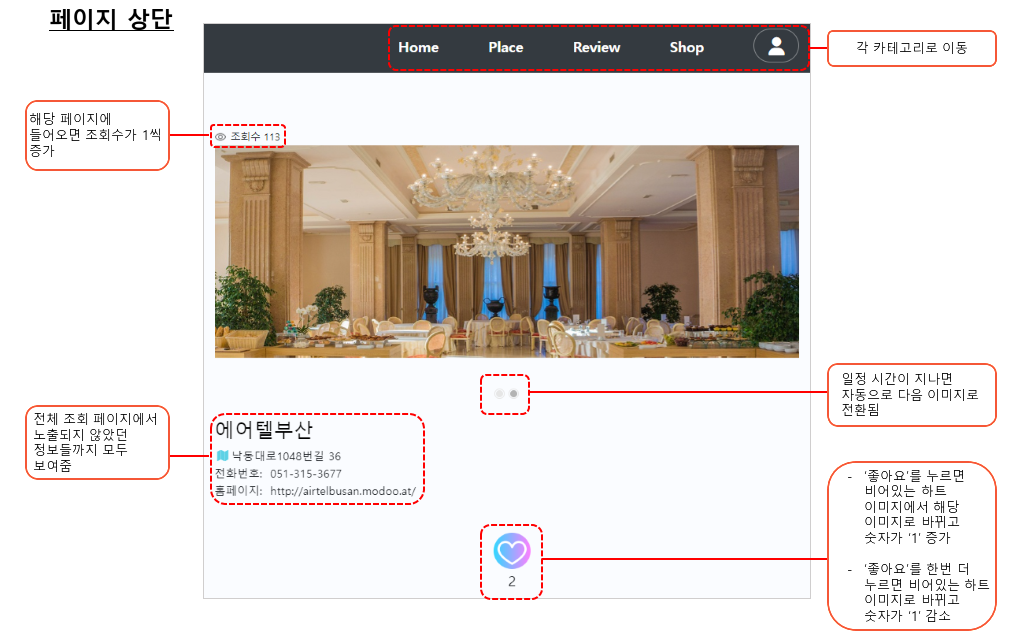 페이지 상단
Home Place Review Shop
각 카테고리로 이동
해당 페이지에
들어오면 조회수가 1씩
증가
조회수 113
일정 시간이 지나면
자동으로 다음 이미지로
전환됨
전체 조회 페이지에서
노출되지 않았던
정보들까지 모두
보여줌
에어텔부산
낙동대로1048번길 36
전화번호: 051-315-3677
홈페이지: http://airtelbusan.modoo.at/
- ‘좋아요’를 누르면
비어있는 하트
이미지에서 해당
이미지로 바뀌고
숫자가 ‘1’ 증가
- ‘좋아요’를 한번 더
누르면 비어있는 하트
이미지로 바뀌고
숫자가 ‘1’ 감소
2